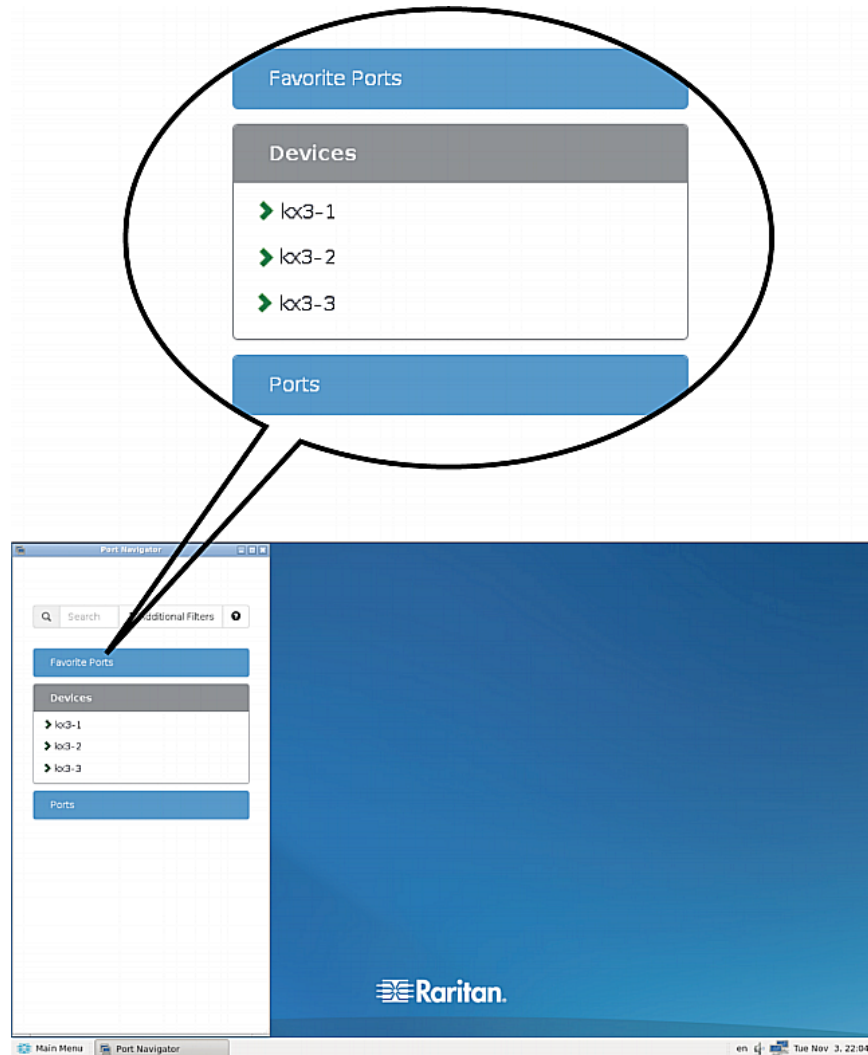 Favorite Ports
Devices
kx3-1
kx3-2
kx3-3
Ports
Port Navigator
Search Additional Filters
Favorite Ports
Devices
kx3-1
kx3-2
kx3-3
Ports
Raritan.
Main Menu Port Navigator en Tue Nov 3, 22:04